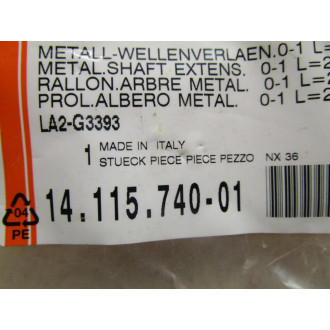 METALL-WELLENVERLAEN.0-1 L=2
METAL.SHAFT EXTENS. 0-1 L=2
RALLON.ARBRE METAL. 0-1 L=2
PROL.ALBERO METAL. 0-1 L=2
LA2-G3393
1 MADE IN ITALY
STUECK PIECE PIECE PEZZO NX 36
14.115.740-01
04
PE